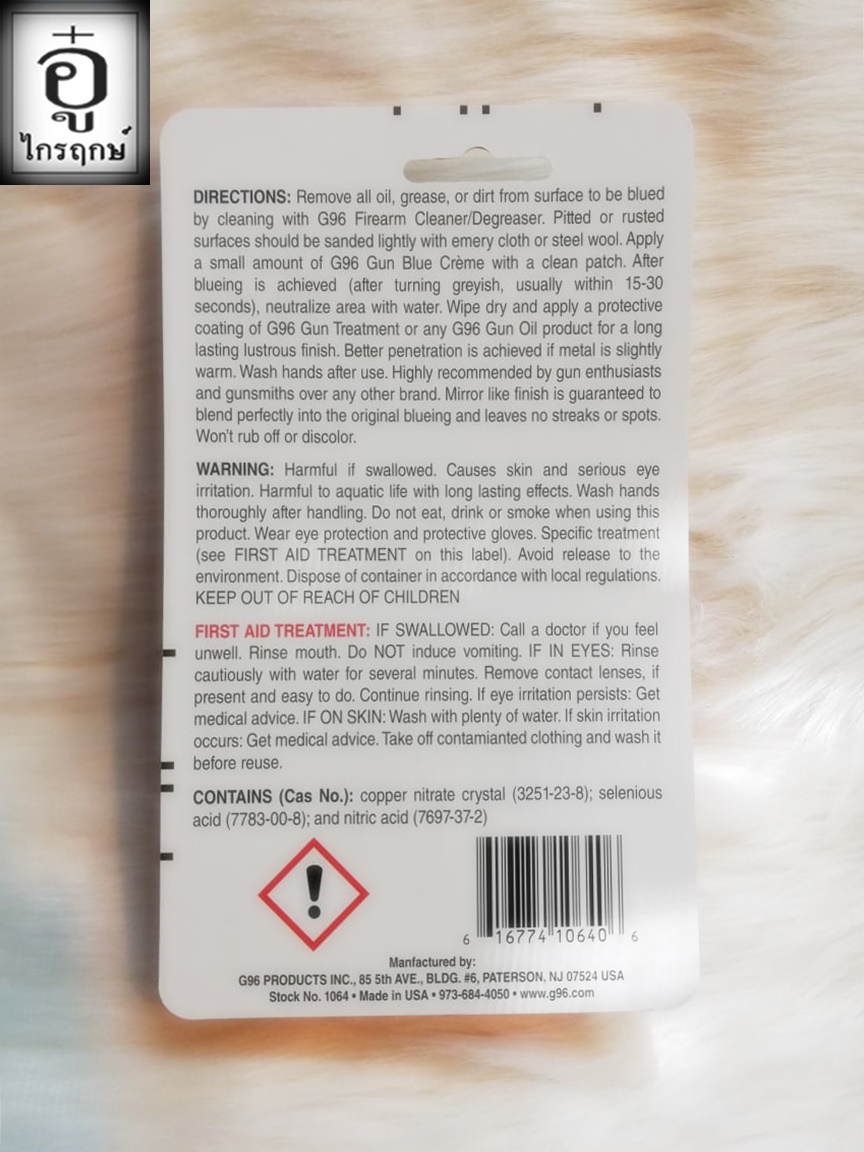 อู๋
ไกรฤกษ์
DIRECTIONS: Remove all oil, grease, or dirt from surface to be blued
by cleaning with G96 Firearm Cleaner/Degreaser. Pitted or rusted
surfaces should be sanded lightly with emery cloth or steel wool. Apply
a small amount of G96 Gun Blue Crème with a clean patch. After
blueing is achieved (after turning greyish, usually within 15-30
seconds), neutralize area with water. Wipe dry and apply a protective
coating of G96 Gun Treatment or any G96 Gun Oil product for a long
lasting lustrous finish. Better penetration is achieved if metal is slightly
warm. Wash hands after use. Highly recommended by gun enthusiasts
and gunsmiths over any other brand. Mirror like finish is guaranteed to
blend perfectly into the original blueing and leaves no streaks or spots.
Won't rub off or discolor.
WARNING: Harmful if swallowed. Causes skin and serious eye
irritation. Harmful to aquatic life with long lasting effects. Wash hands
thoroughly after handling. Do not eat, drink or smoke when using this
product. Wear eye protection and protective gloves. Specific treatment
(see FIRST AID TREATMENT on this label). Avoid release to the
environment. Dispose of container in accordance with local regulations.
KEEP OUT OF REACH OF CHILDREN
FIRST AID TREATMENT: IF SWALLOWED: Call a doctor if you feel
unwell. Rinse mouth. Do NOT induce vomiting. IF IN EYES: Rinse
cautiously with water for several minutes. Remove contact lenses, if
present and easy to do. Continue rinsing. If eye irritation persists: Get
medical advice. IF ON SKIN: Wash with plenty of water. If skin irritation
occurs: Get medical advice. Take off contamianted clothing and wash it
before reuse.
CONTAINS (Cas No.): copper nitrate crystal (3251-23-8); selenious
acid (7783-00-8); and nitric acid (7697-37-2)
6 16774 10640 6
Manfactured by:
G96 PRODUCTS INC., 85 5th AVE., BLDG. #6, PATERSON, NJ 07524 USA
Stock No. 1064 • Made in USA • 973-684-4050 • www.g96.com